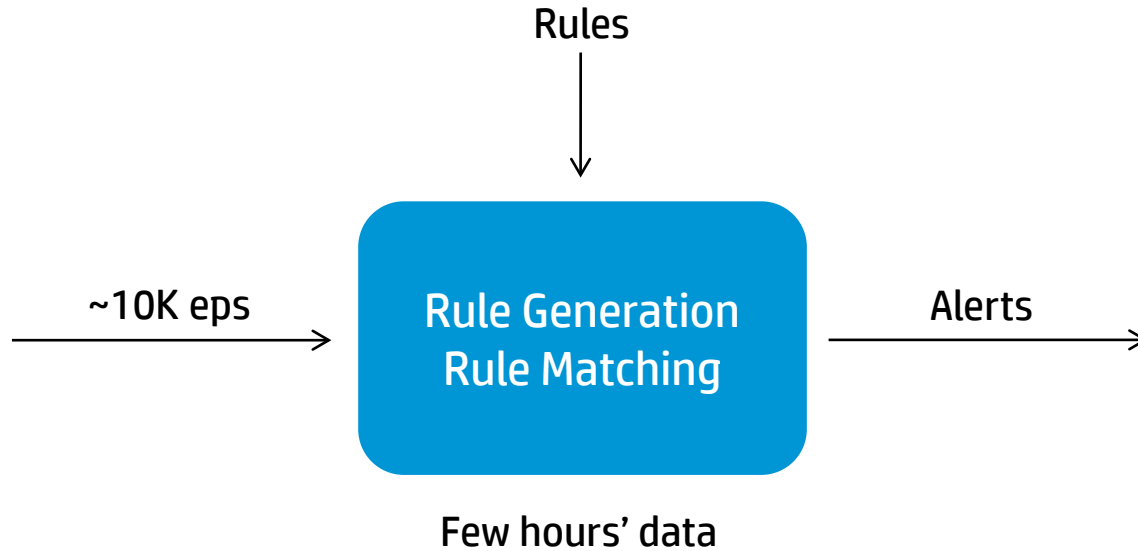 Rules
~10K eps
Rule Generation
Rule Matching
Alerts
Few hours’ data